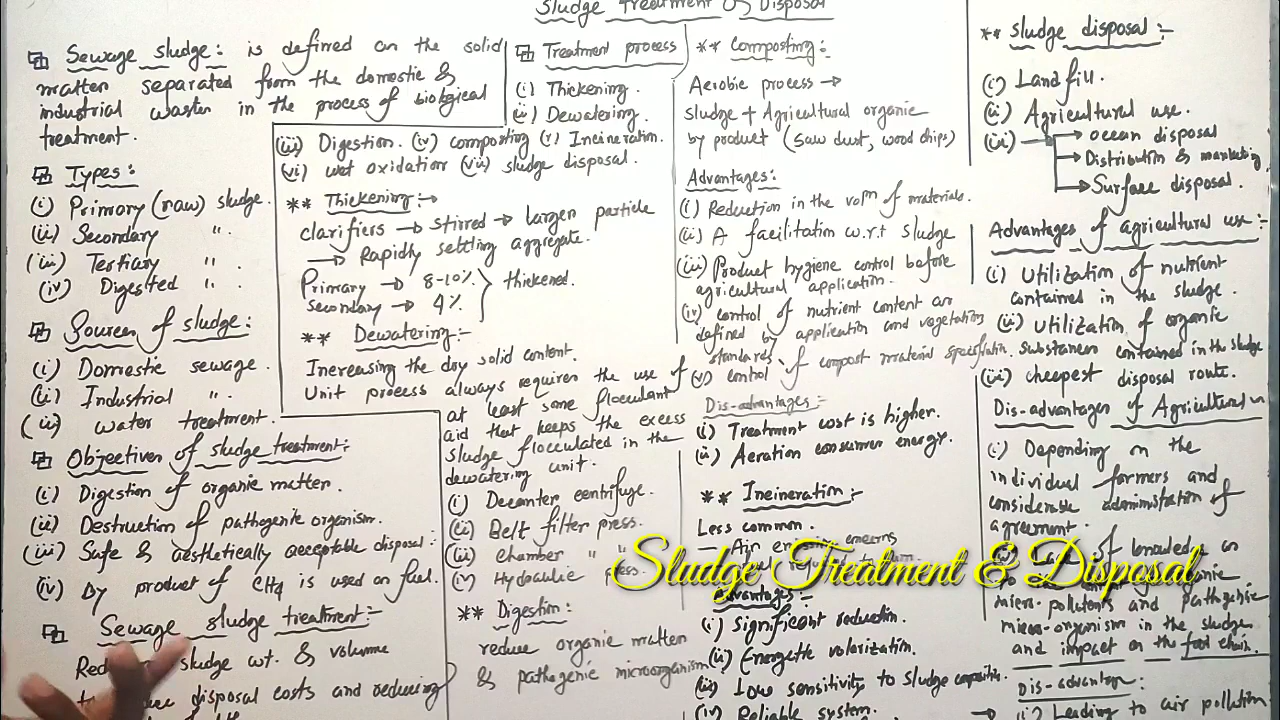 Sludge Treatment & Disposal
Sewage sludge: is defined as the solid
matter separated from the domestic &
industrial wastes in the process of biological
treatment.
Types:
(i) Primary (raw) sludge.
(ii) Secondary ".
(iii) Tertiary ".
(iv) Digested ".
Sources of sludge:
(i) Domestic sewage.
(ii) Industrial ".
(ii) water treatment.
Objectives of sludge treatment:
(i) Digestion of organic matter.
(ii) Destruction of pathogenic organism.
(iii) Safe & aesthetically acceptable disposal:
(iv) By product of CH4 is used as fuel.
Sewage sludge treatment:-
sludge wt. & volume
disposal costs and reducing
Treatment process
(i) Thickening.
(ii) Dewatering.
(iii) Digestion. (iv) composting (v) Incineration.
(vi) wet oxidation (vii) sludge disposal.
** Thickening:→
clarifiers → stirred → larger particle
→ Rapidly settling aggregate.
Primary → 8-10%
secondary → 4%
thickened.
** Dewatering:-
Increasing the dry solid content.
Unit process always requires the use of
at least some flocculant
aid that keeps the excess
sludge flocculated in the
dewatering unit.
(i) Decanter centrifuge.
(ii) Belt filter press.
(iii) chamber " "
(iv) Hydraulic press.
** Digestion:
reduce organic matter
& pathogenic microorganism
** composting:
Aerobic process →
sludge + Agricultural organic
by product (saw dust, wood chips)
Advantages:
(i) Reduction in the volm of materials.
(ii) A facilitation w.r.t sludge
(iii) Product hygiene control before
agricultural application.
(iv) control of nutrient content as
defined by application and vegetation
standards.
(v) control of compost material specification.
Dis-advantages:-
(i) Treatment cost is higher.
(ii) Aeration consumes energy.
** Incineration:-
Less common.
— Air
Advantages:-
(i) Significant reduction.
(ii) Energetic valorization.
(iii) Low sensitivity to sludge composition.
(iv) Reliable system.
** sludge disposal:-
(i) Land fill.
(ii) Agricultural use.
(iii) → ocean disposal
→ Distribution & marketing
→ Surface disposal.
Advantages of agricultural use:-
(i) Utilization of nutrient
contained in the sludge.
(ii) Utilization of organic
substances contained in the sludge
(iii) cheapest disposal route.
Dis-advantages of Agricultural
(i) Depending on the
individual farmers and
considerable administration of
agreement.
of knowledge as
micro-pollutants and pathogenic
micro-organism in the sludge
and impact on the food chain.
Dis-advantage:
→ (i) Leading to air pollution
Sludge Treatment & Disposal